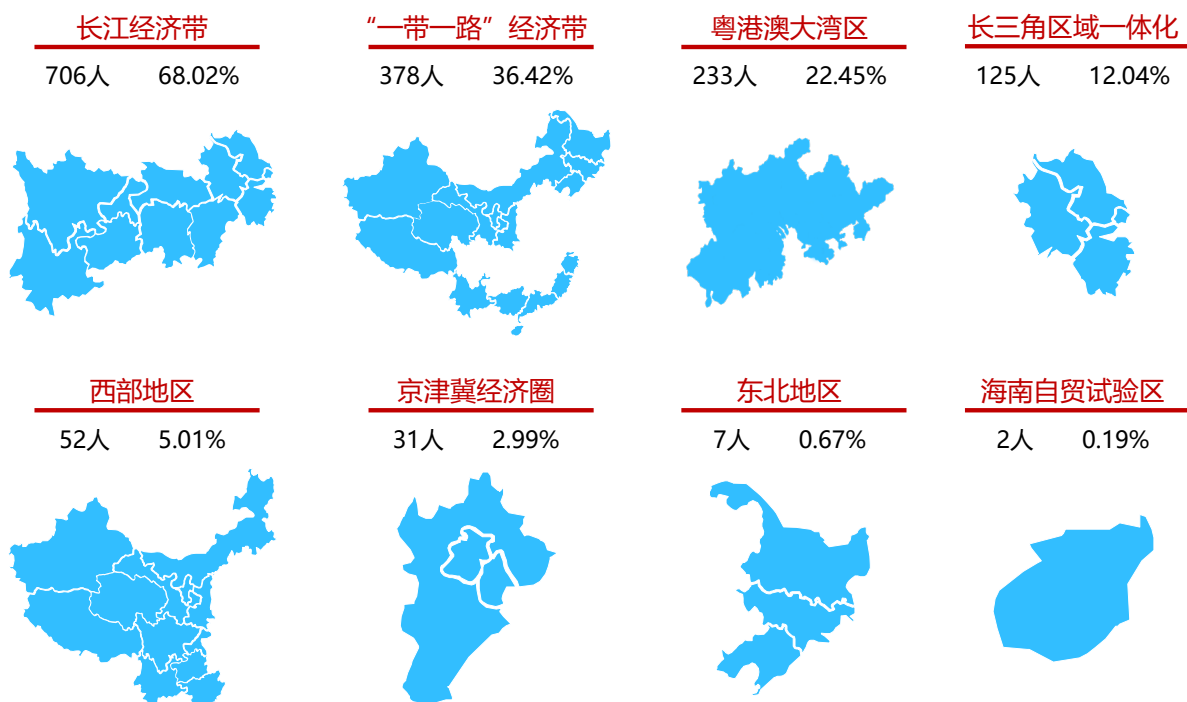 长江经济带
706人 68.02%
“一带一路”经济带
378人 36.42%
粤港澳大湾区
233人 22.45%
长三角区域一体化
125人 12.04%
西部地区
52人 5.01%
京津冀经济圈
31人 2.99%
东北地区
7人 0.67%
海南自贸试验区
2人 0.19%